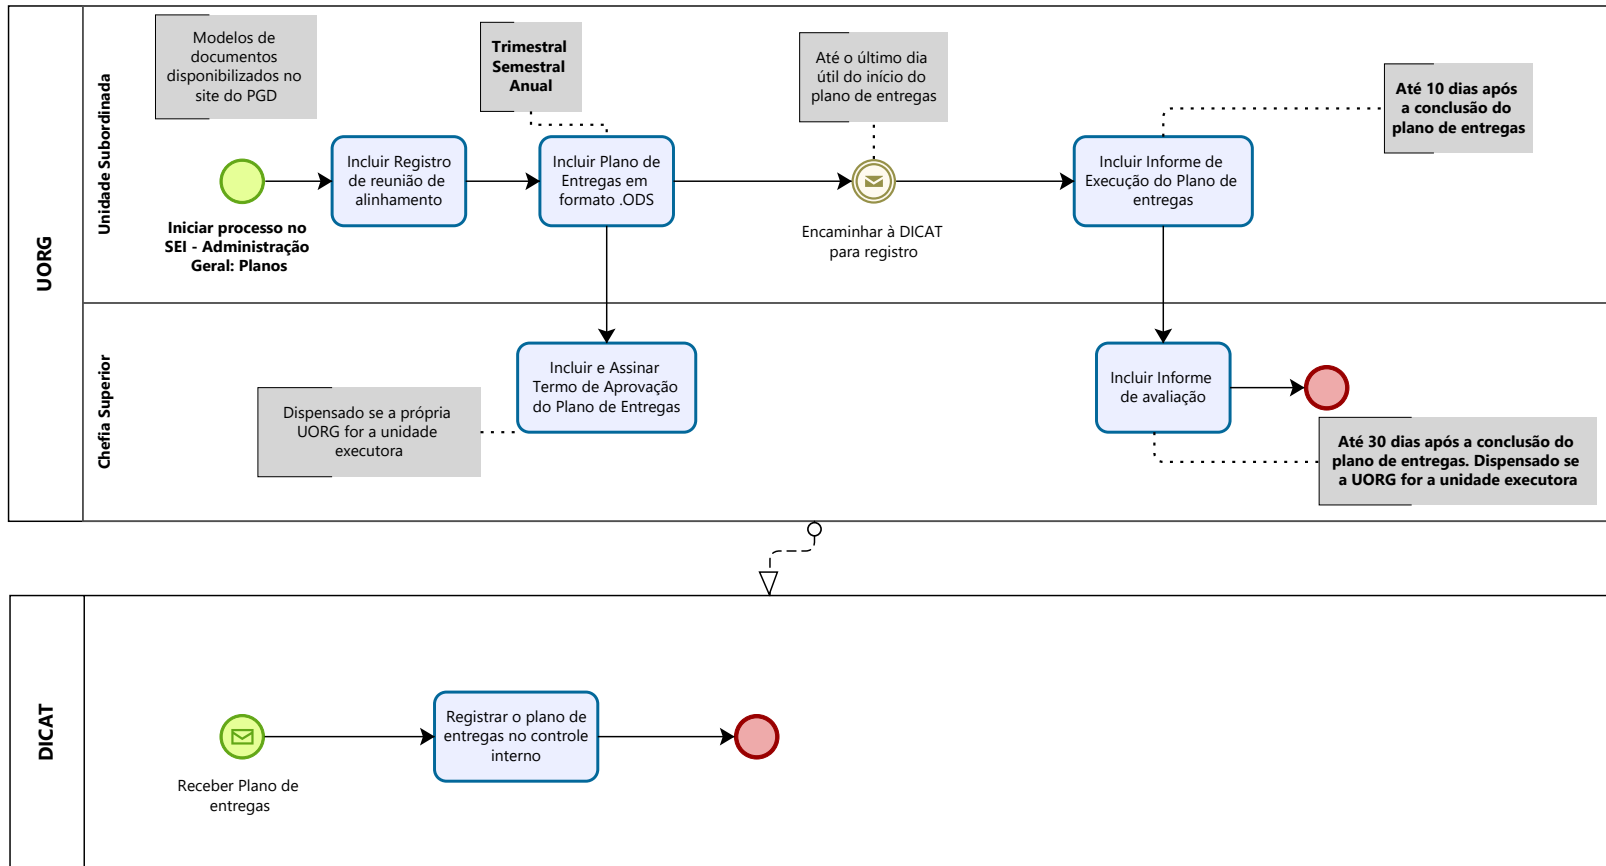 UORG
Unidade Subordinada
Modelos de
documentos
disponibilizados no
site do PGD
Trimestral
Semestral
Anual
Até o último dia
útil do início do
plano de entregas
Até 10 dias após
a conclusão do
plano de entregas
Iniciar processo no
SEI - Administração
Geral: Planos
Incluir Registro
de reunião de
alinhamento
Incluir Plano de
Entregas em
formato .ODS
Encaminhar à DICAT
para registro
Incluir Informe de
Execução do Plano de
entregas
Chefia Superior
Dispensado se a própria
UORG for a unidade
executora
Incluir e Assinar
Termo de Aprovação
do Plano de Entregas
Incluir Informe
de avaliação
Até 30 dias após a conclusão do
plano de entregas. Dispensado se
a UORG for a unidade executora
DICAT
Receber Plano de
entregas
Registrar o plano de
entregas no controle
interno